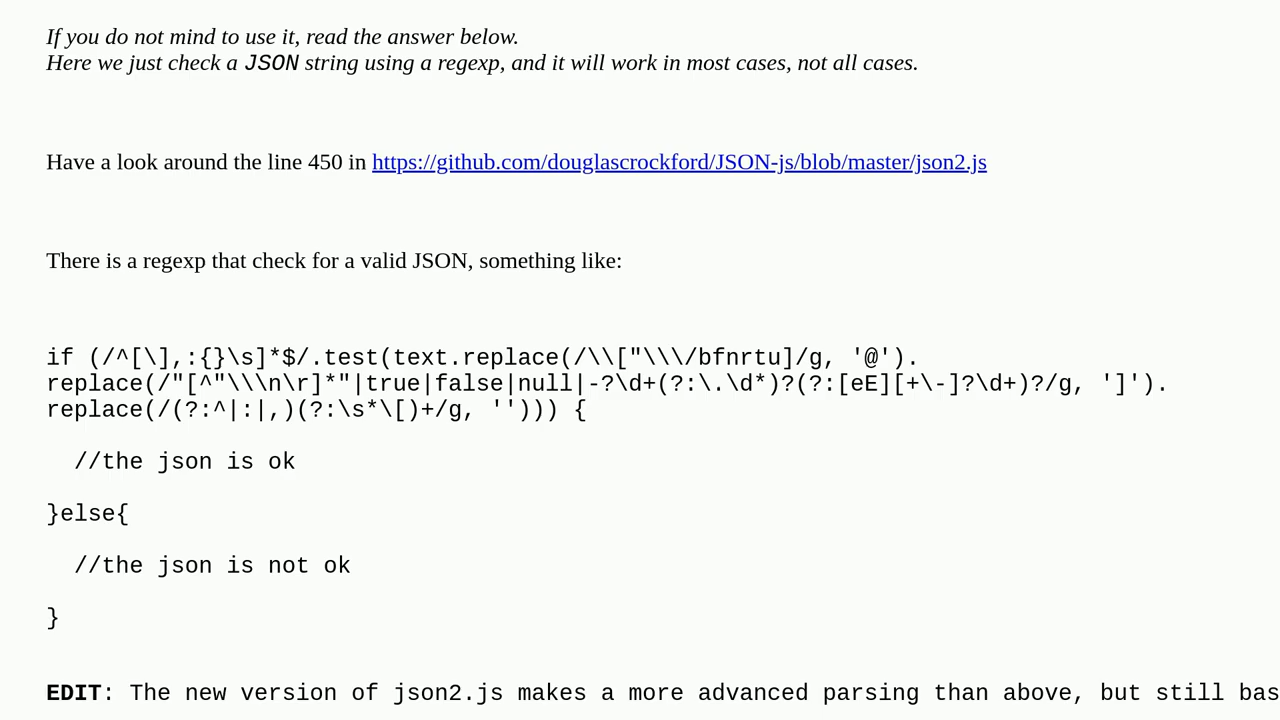 If you do not mind to use it, read the answer below.
Here we just check a JSON string using a regexp, and it will work in most cases, not all cases.
Have a look around the line 450 in https://github.com/douglascrockford/JSON-js/blob/master/json2.js
There is a regexp that check for a valid JSON, something like:
if (/^[\],:{}\s]*$/.test(text.replace(/\\["\\\/bfnrtu]/g, '@').
replace(/"[^"\\\n\r]*"|true|false|null|-?\d+(?:\.\d*)?(?:[eE][+\-]?\d+)?/g, ']').
replace(/(?:^|:|,)(?:\s*\[)+/g, ''))) {
  //the json is ok
}else{
  //the json is not ok
}
EDIT: The new version of json2.js makes a more advanced parsing than above, but still bas